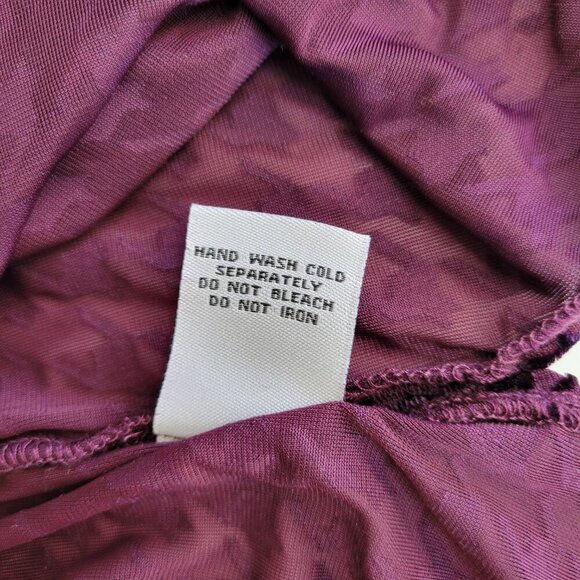 HAND WASH COLD
SEPARATELY
DO NOT BLEACH
DO NOT IRON